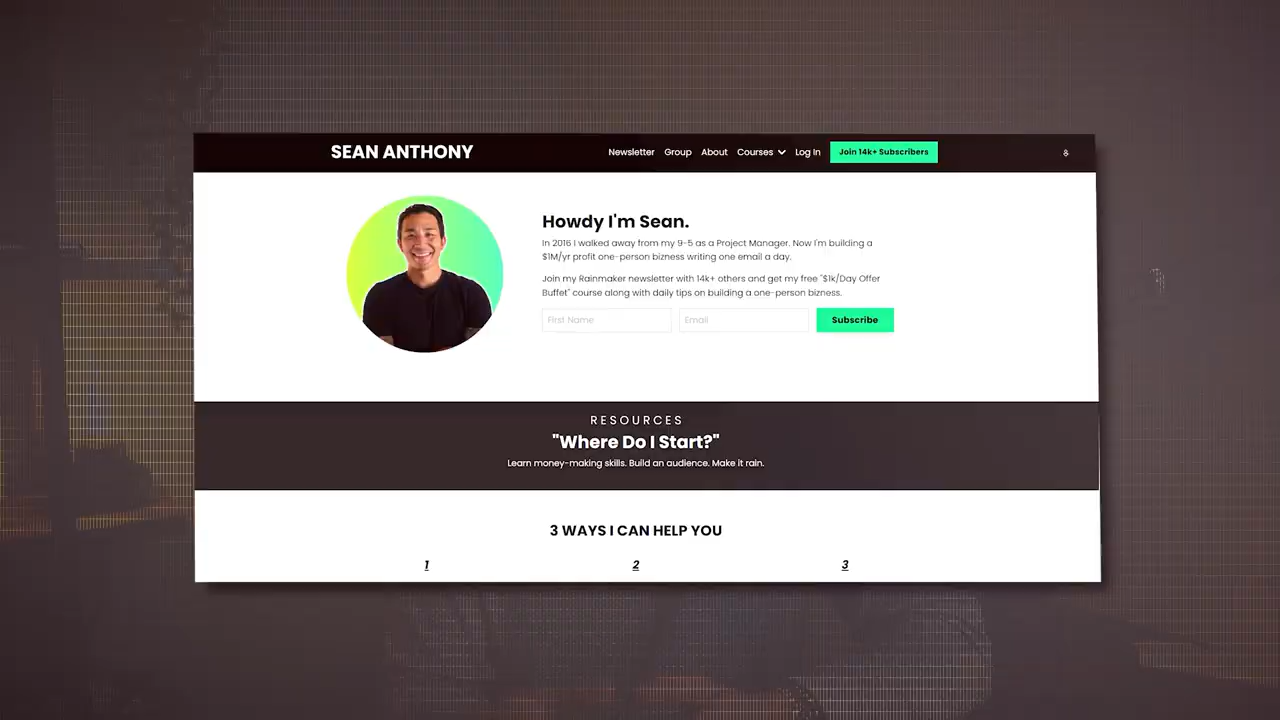 SEAN ANTHONY
Newsletter Group About Courses Log In Join 14k+ Subscribers
Howdy I'm Sean.
In 2016 I walked away from my 9-5 as a Project Manager. Now I'm building a
$1M/yr profit one-person bizness writing one email a day.
Join my Rainmaker newsletter with 14k+ others and get my free "$1k/Day Offer
Buffet" course along with daily tips on building a one-person bizness.
First Name Email Subscribe
RESOURCES
"Where Do I Start?"
Learn money-making skills. Build an audience. Make it rain.
3 WAYS I CAN HELP YOU
1 2 3